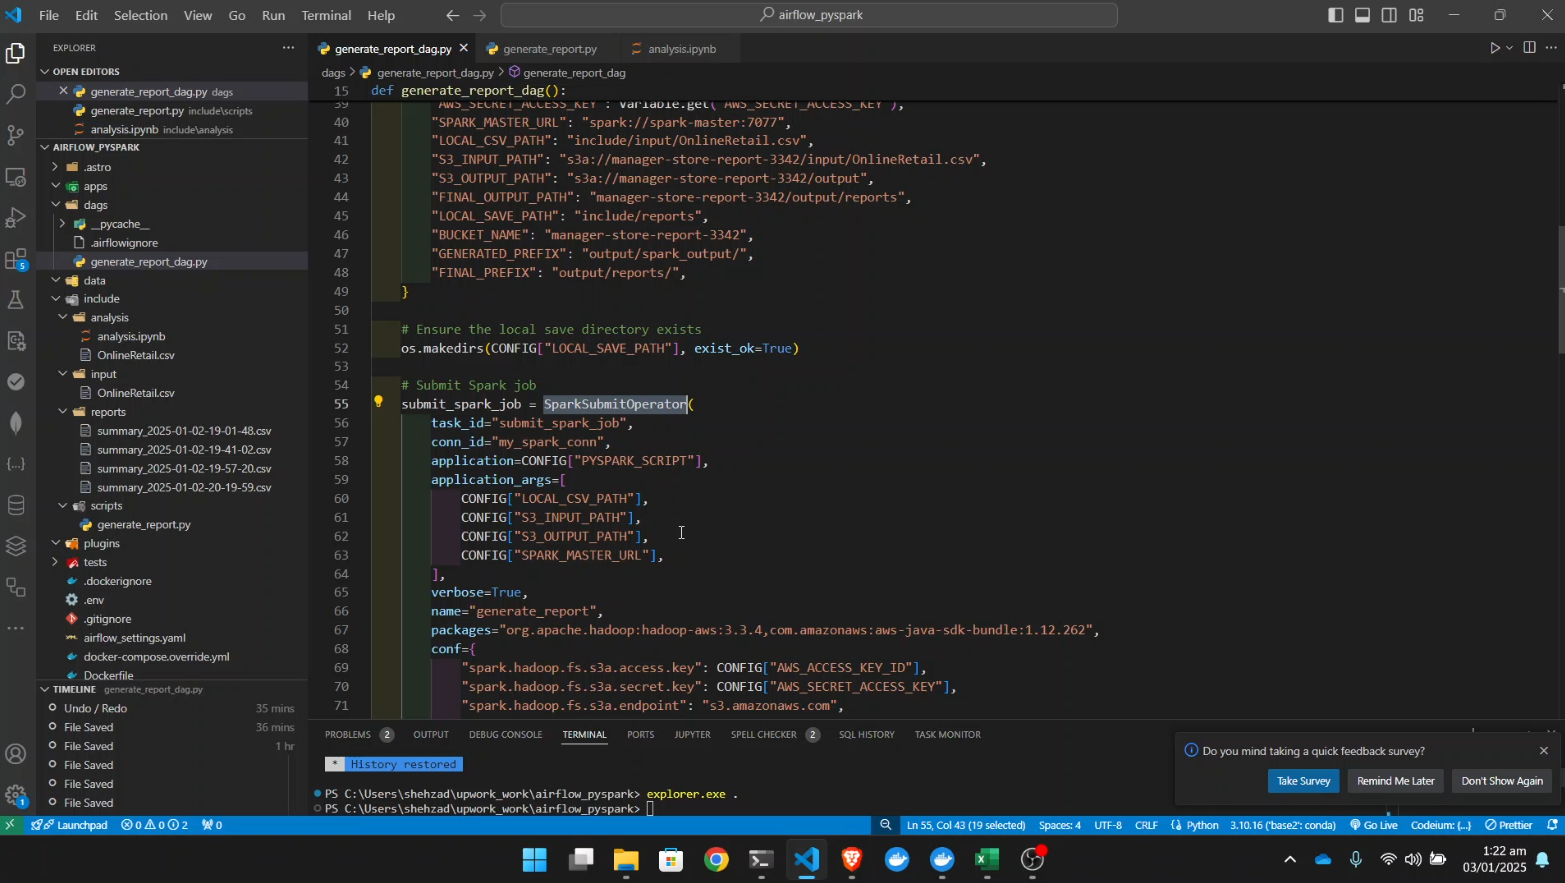 File Edit Selection View Go Run Terminal Help
airflow_pyspark
EXPLORER
OPEN EDITORS
generate_report_dag.py dags
generate_report.py include\scripts
analysis.ipynb include\analysis
AIRFLOW_PYSPARK
.astro
apps
dags
__pycache__
.airflowignore
generate_report_dag.py
data
include
analysis
analysis.ipynb
OnlineRetail.csv
input
OnlineRetail.csv
reports
summary_2025-01-02-19-01-48.csv
summary_2025-01-02-19-41-02.csv
summary_2025-01-02-19-57-20.csv
summary_2025-01-02-20-19-59.csv
scripts
generate_report.py
plugins
tests
.dockerignore
.env
.gitignore
airflow_settings.yaml
docker-compose.override.yml
Dockerfile
TIMELINE generate_report_dag.py
Undo / Redo 35 mins
File Saved 36 mins
File Saved 1 hr
File Saved
File Saved
File Saved
generate_report_dag.py
generate_report.py
analysis.ipynb
dags > generate_report_dag.py > generate_report_dag
15 def generate_report_dag():
39 "AWS_SECRET_ACCESS_KEY": Variable.get("AWS_SECRET_ACCESS_KEY"),
40 "SPARK_MASTER_URL": "spark://spark-master:7077",
41 "LOCAL_CSV_PATH": "include/input/OnlineRetail.csv",
42 "S3_INPUT_PATH": "s3a://manager-store-report-3342/input/OnlineRetail.csv",
43 "S3_OUTPUT_PATH": "s3a://manager-store-report-3342/output",
44 "FINAL_OUTPUT_PATH": "manager-store-report-3342/output/reports",
45 "LOCAL_SAVE_PATH": "include/reports",
46 "BUCKET_NAME": "manager-store-report-3342",
47 "GENERATED_PREFIX": "output/spark_output/",
48 "FINAL_PREFIX": "output/reports/",
49 }
50
51 # Ensure the local save directory exists
52 os.makedirs(CONFIG["LOCAL_SAVE_PATH"], exist_ok=True)
53
54 # Submit Spark job
55 submit_spark_job = SparkSubmitOperator(
56 task_id="submit_spark_job",
57 conn_id="my_spark_conn",
58 application=CONFIG["PYSPARK_SCRIPT"],
59 application_args=[
60 CONFIG["LOCAL_CSV_PATH"],
61 CONFIG["S3_INPUT_PATH"],
62 CONFIG["S3_OUTPUT_PATH"],
63 CONFIG["SPARK_MASTER_URL"],
64 ],
65 verbose=True,
66 name="generate_report",
67 packages="org.apache.hadoop:hadoop-aws:3.3.4,com.amazonaws:aws-java-sdk-bundle:1.12.262",
68 conf={
69 "spark.hadoop.fs.s3a.access.key": CONFIG["AWS_ACCESS_KEY_ID"],
70 "spark.hadoop.fs.s3a.secret.key": CONFIG["AWS_SECRET_ACCESS_KEY"],
71 "spark.hadoop.fs.s3a.endpoint": "s3.amazonaws.com",
PROBLEMS 2 OUTPUT DEBUG CONSOLE TERMINAL PORTS JUPYTER SPELL CHECKER 2 SQL HISTORY TASK MONITOR
* History restored
PS C:\Users\shehzad\upwork_work\airflow_pyspark> explorer.exe .
PS C:\Users\shehzad\upwork_work\airflow_pyspark>
Do you mind taking a quick feedback survey?
Take Survey Remind Me Later Don't Show Again
5
1
Launchpad 0 0 2 0 Ln 55, Col 43 (19 selected) Spaces: 4 UTF-8 CRLF Python 3.10.16 ('base2': conda) Go Live Codeium: {...} Prettier
1:22 am
03/01/2025